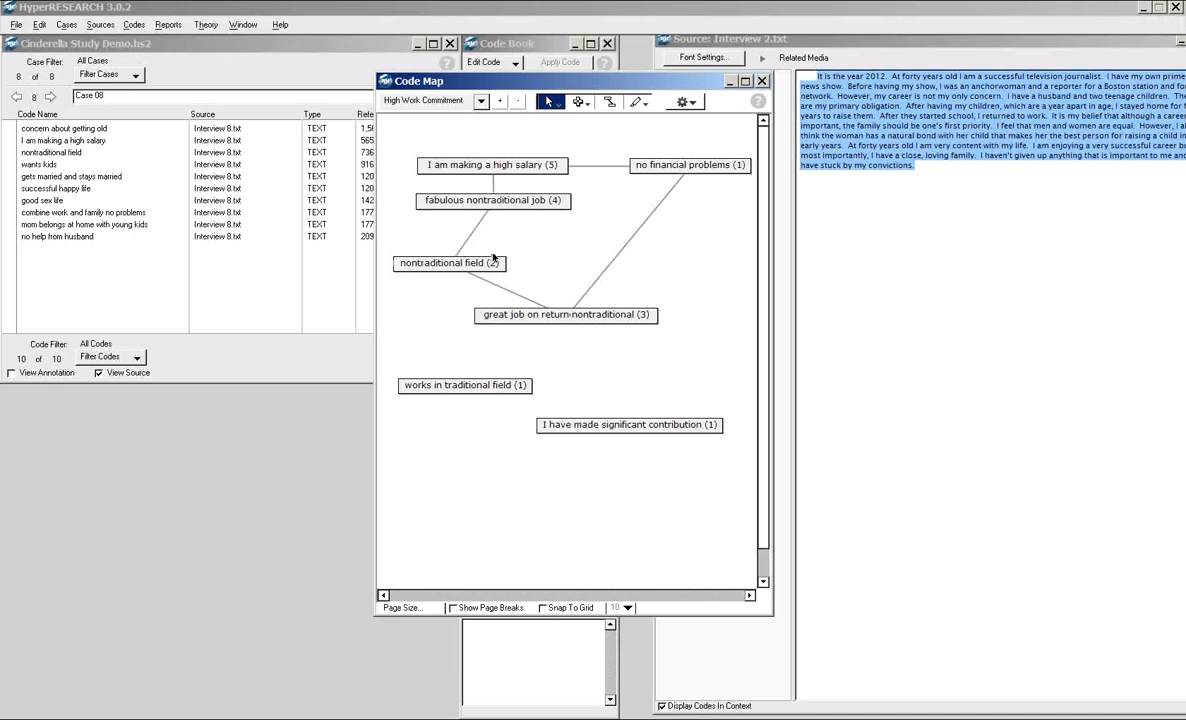 HyperRESEARCH 3.0.2
File Edit Cases Sources Codes Reports Theory Window Help
Cinderella Study Demo.hs2
Case Filter: All Cases
8 of 8 Filter Cases
8 Case 08
Code Name Source Type Rele
concern about getting old Interview 8.txt TEXT 1,5
I am making a high salary Interview 8.txt TEXT 565
nontraditional field Interview 8.txt TEXT 736
wants kids Interview 8.txt TEXT 916
gets married and stays married Interview 8.txt TEXT 120
successful happy life Interview 8.txt TEXT 120
good sex life Interview 8.txt TEXT 142
combine work and family no problems Interview 8.txt TEXT 177
mom belongs at home with young kids Interview 8.txt TEXT 177
no help from husband Interview 8.txt TEXT 209
Code Filter: All Codes
10 of 10 Filter Codes
View Annotation View Source
Code Book
Edit Code Apply Code
Code Map
High Work Commitment + -
I am making a high salary (5)
no financial problems (1)
fabulous nontraditional job (4)
nontraditional field (2)
great job on return nontraditional (3)
works in traditional field (1)
I have made significant contribution (1)
Page Size... Show Page Breaks Snap To Grid 10
Source: Interview 2.txt
Font Settings... Related Media
It is the year 2012. At forty years old I am a successful television journalist. I have my own prime
news show. Before having my show, I was an anchorwoman and a reporter for a Boston station and for
network. However, my career is not my only concern. I have a husband and two teenage children. The
are my primary obligation. After having my children, which are a year apart in age, I stayed home for
years to raise them. After they started school, I returned to work. It is my belief that although a career
important, the family should be one's first priority. I feel that men and women are equal. However, I al
think the woman has a natural bond with her child that makes her the best person for raising a child in
early years. At forty years old I am very content with my life. I am enjoying a very successful career bu
most importantly, I have a close, loving family. I haven't given up anything that is important to me and
have stuck by my convictions.
Display Codes In Context